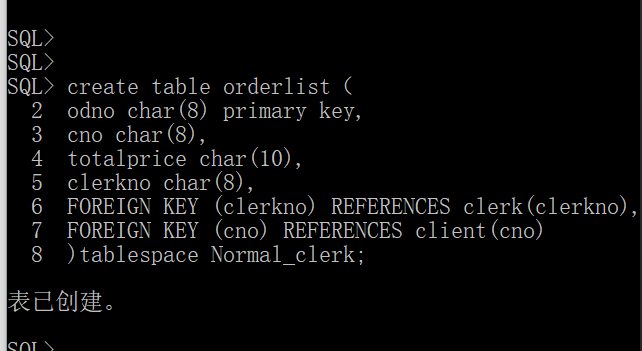 SQL>
SQL>
SQL> create table orderlist (
2 odno char(8) primary key,
3 cno char(8),
4 totalprice char(10),
5 clerkno char(8),
6 FOREIGN KEY (clerkno) REFERENCES clerk(clerkno),
7 FOREIGN KEY (cno) REFERENCES client(cno)
8 )tablespace Normal_clerk;
表已创建。
SQL>